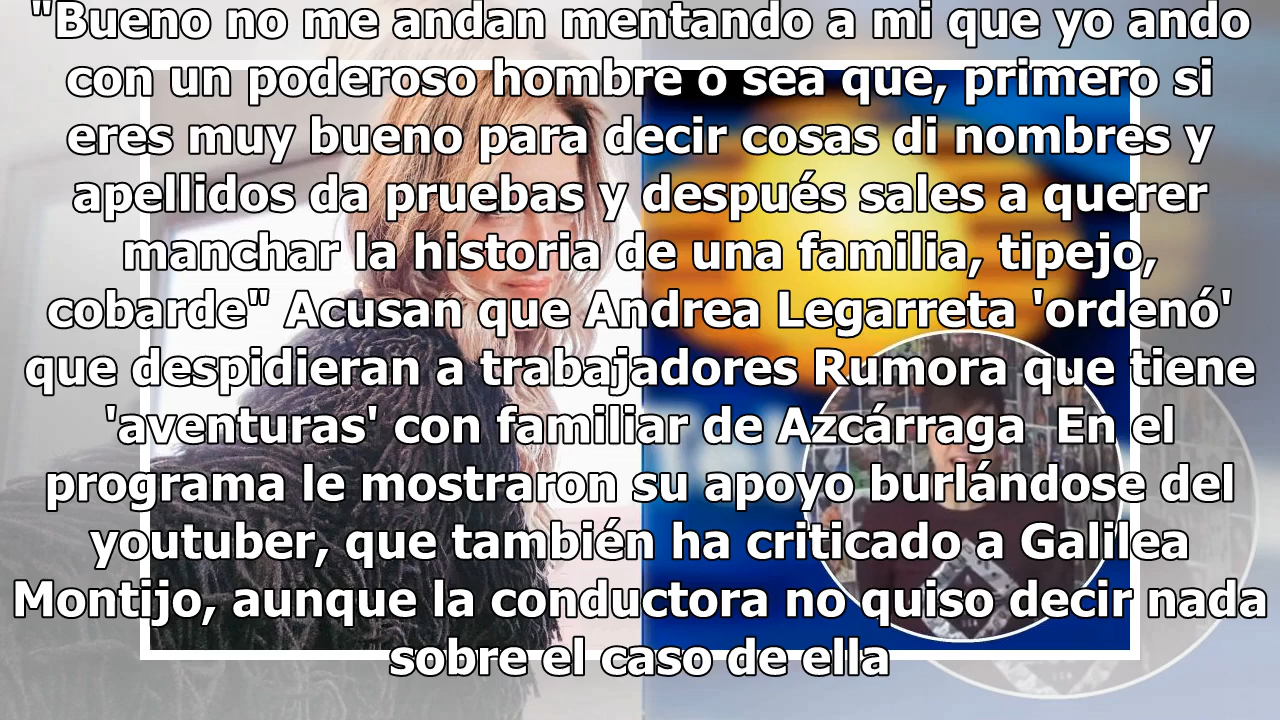 "Bueno no me andan mentando a mi que yo ando
con un poderoso hombre o sea que, primero si
eres muy bueno para decir cosas di nombres y
apellidos da pruebas y después sales a querer
manchar la historia de una familia, tipejo,
cobarde" Acusan que Andrea Legarreta 'ordenó'
que despidieran a trabajadores Rumora que tiene
'aventuras' con familiar de Azcárraga  En el
programa le mostraron su apoyo burlándose del
youtuber, que también ha criticado a Galilea
Montijo, aunque la conductora no quiso decir nada
sobre el caso de ella